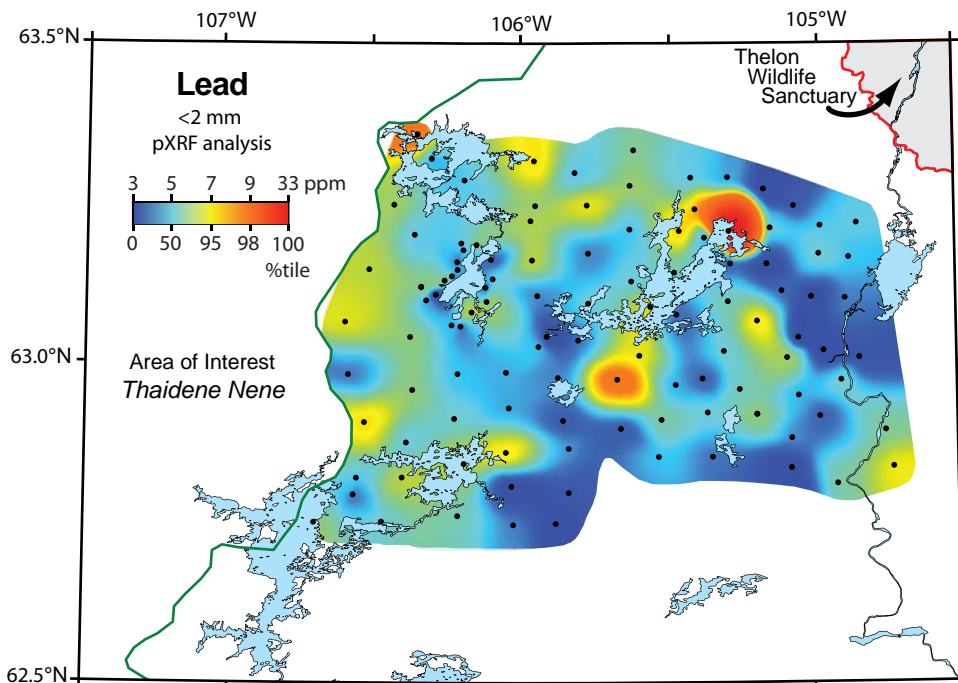 107°W 106°W 105°W
63.5°N
Lead
<2 mm
pXRF analysis
3 5 7 9 33 ppm
0 50 95 98 100
%tile
Thelon
Wildlife
Sanctuary
63.0°N
Area of Interest
Thaidene Nene
62.5°N